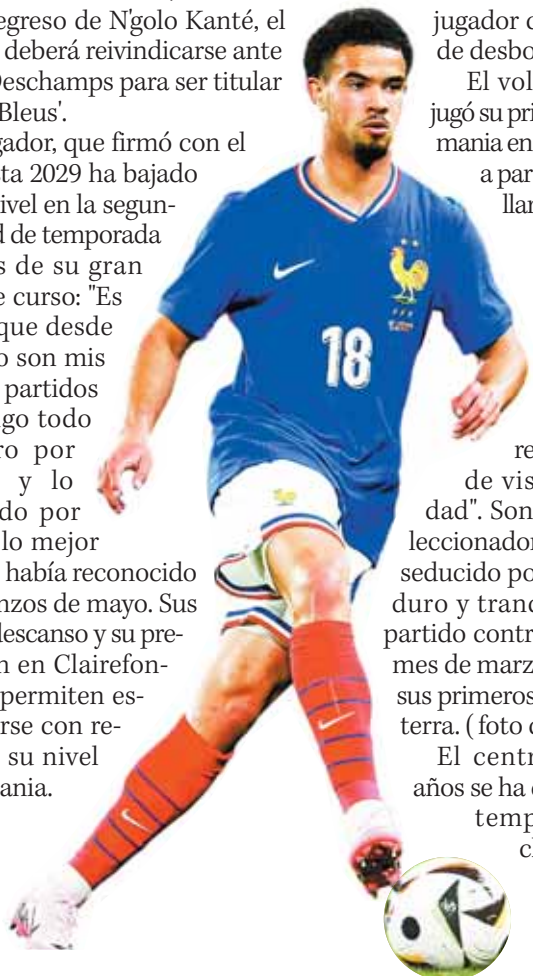 egreso de N'golo Kanté, el
deberá reivindicarse ante
Deschamps para ser titular
Bleus'.
gador, que firmó con el
sta 2029 ha bajado
ivel en la segun-
d de temporada
s de su gran
e curso: "Es
que desde
o son mis
partidos
go todo
ro por
y lo
do por
lo mejor
había reconocido
nzos de mayo. Sus
descanso y su pre-
n en Clairefon-
permiten es-
rse con re-
su nivel
ania.
18
jugador
de desbo
El vol
jugó su pri
mania en
a par
llar
re
de vis
dad". Son
leccionador
seducido po
duro y tranq
partido contr
mes de marz
sus primeros
terra. ( foto
El centr
años se ha
temp
cl